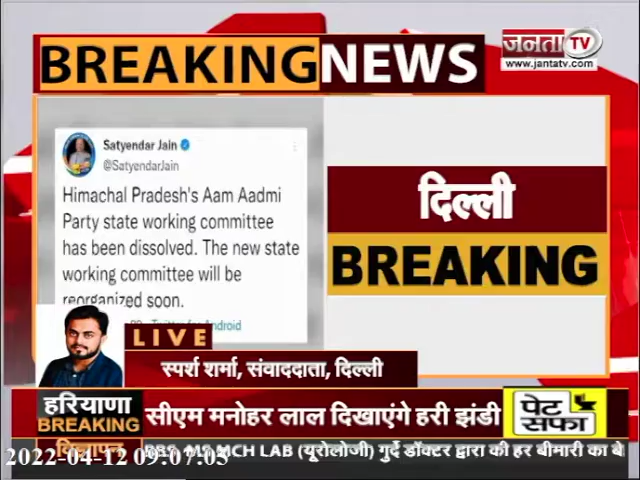 BREAKING NEWS
जनता TV
www.jantatv.com
Satyendar Jain
@SatyendarJain
Himachal Pradesh's Aam Aadmi
Party state working committee
has been dissolved. The new state
working committee will be
reorganized soon.
Twitter for Android
दिल्ली
BREAKING
LIVE
स्पर्श शर्मा, संवाददाता, दिल्ली
हरियाणा
BREAKING
सीएम मनोहर लाल दिखाएंगे हरी झंडी
पेट
सफा
विज्ञापन
MCH LAB (यूरोलोजी) गुर्दे डॉक्टर द्वारा की हर बीमारी का बे
2022-04-12 09:07:05